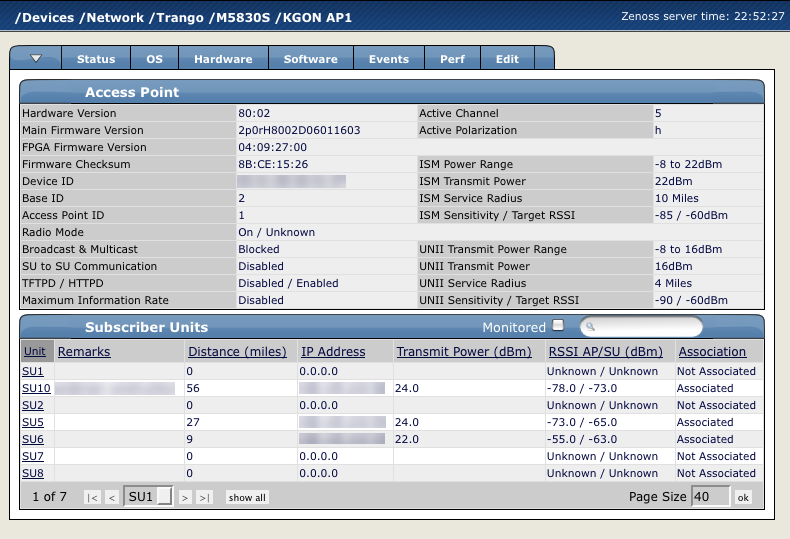 /Devices /Network /Trango /M5830S /KGON AP1 Zenoss server time: 22:52:27
Status OS Hardware Software Events Perf Edit
Access Point
Hardware Version 80:02 Active Channel 5
Main Firmware Version 2p0rH8002D06011603 Active Polarization h
FPGA Firmware Version 04:09:27:00
Firmware Checksum 8B:CE:15:26 ISM Power Range -8 to 22dBm
Device ID ISM Transmit Power 22dBm
Base ID 2 ISM Service Radius 10 Miles
Access Point ID 1 ISM Sensitivity / Target RSSI -85 / -60dBm
Radio Mode On / Unknown
Broadcast & Multicast Blocked UNII Transmit Power Range -8 to 16dBm
SU to SU Communication Disabled UNII Transmit Power 16dBm
TFTPD / HTTPD Disabled / Enabled UNII Service Radius 4 Miles
Maximum Information Rate Disabled UNII Sensitivity / Target RSSI -90 / -60dBm
Subscriber Units Monitored
Unit Remarks Distance (miles) IP Address Transmit Power (dBm) RSSI AP/SU (dBm) Association
SU1 0 0.0.0.0 Unknown / Unknown Not Associated
SU10 56 24.0 -78.0 / -73.0 Associated
SU2 0 0.0.0.0 Unknown / Unknown Not Associated
SU5 27 24.0 -73.0 / -65.0 Associated
SU6 9 22.0 -55.0 / -63.0 Associated
SU7 0 0.0.0.0 Unknown / Unknown Not Associated
SU8 0 0.0.0.0 Unknown / Unknown Not Associated
1 of 7 |< < SU1 > >| show all Page Size 40 ok